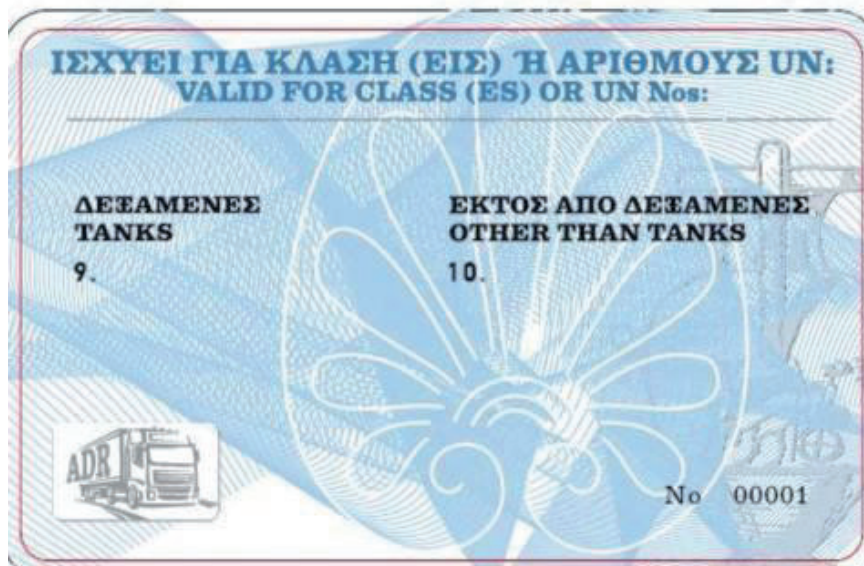 ΙΣΧΥΕΙ ΓΙΑ ΚΛΑΣΗ (ΕΙΣ) Ή ΑΡΙΘΜΟΥΣ UN:
VALID FOR CLASS (ES) OR UN Nos:
ΔΕΞΑΜΕΝΕΣ
TANKS
9.
ΕΚΤΟΣ ΑΠΟ ΔΕΞΑΜΕΝΕΣ
OTHER THAN TANKS
10.
ADR
No 00001